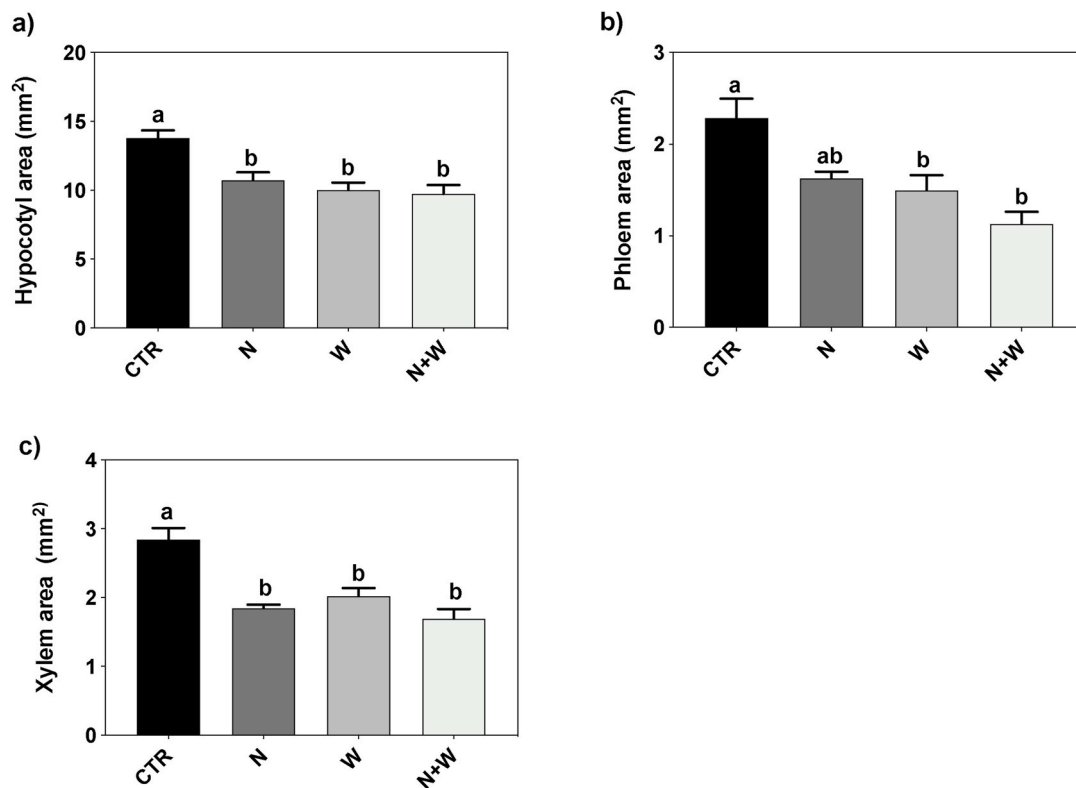 a)
Hypocotyl area (mm²)
20
15
10
5
0
a
b
b
b
CTR
N
W
N+W
b)
Phloem area (mm²)
3
2
1
0
a
ab
b
b
CTR
N
W
N+W
c)
Xylem area (mm²)
4
3
2
1
0
a
b
b
b
CTR
N
W
N+W